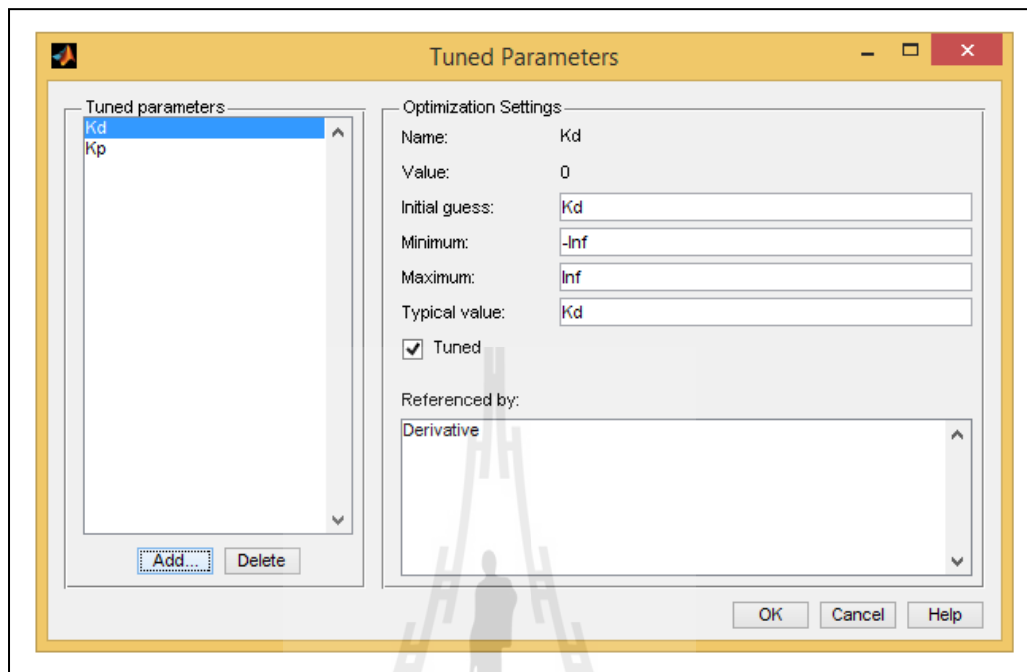 Tuned Parameters
Tuned parameters
Kd
Kp
Add...
Delete
Optimization Settings
Name: Kd
Value: 0
Initial guess: Kd
Minimum: -Inf
Maximum: Inf
Typical value: Kd
Tuned
Referenced by:
Derivative
OK Cancel Help